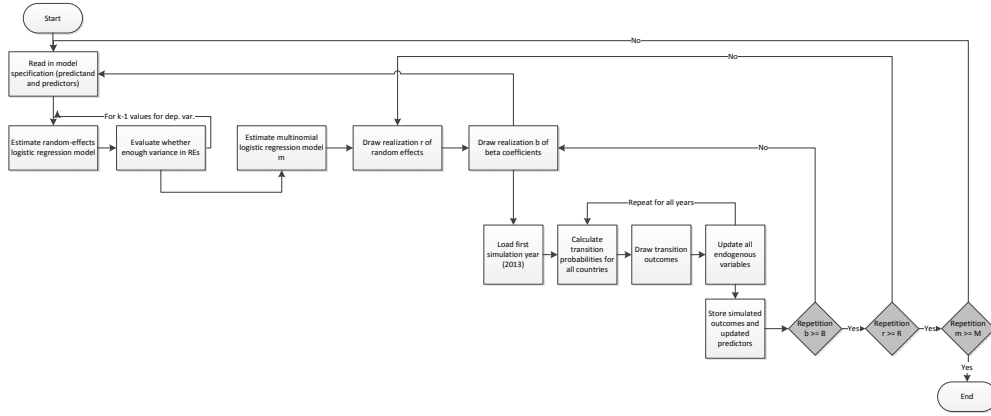 Start
No
Read in model
specification (predictand
and predictors)
No
For k-1 values for dep. var.
Estimate random-effects
logistic regression model
Evaluate whether
enough variance in REs
Estimate multinomial
logistic regression model
m
Draw realization r of
random effects
Draw realization b of
beta coefficients
No
Repeat for all years
Load first
simulation year
(2013)
Calculate
transition
probabilities for
all countries
Draw transition
outcomes
Update all
endogenous
variables
Store simulated
outcomes and
updated
predictors
Repetition
b >= B
Yes
Repetition
r >= R
Yes
Repetition
m >= M
Yes
End